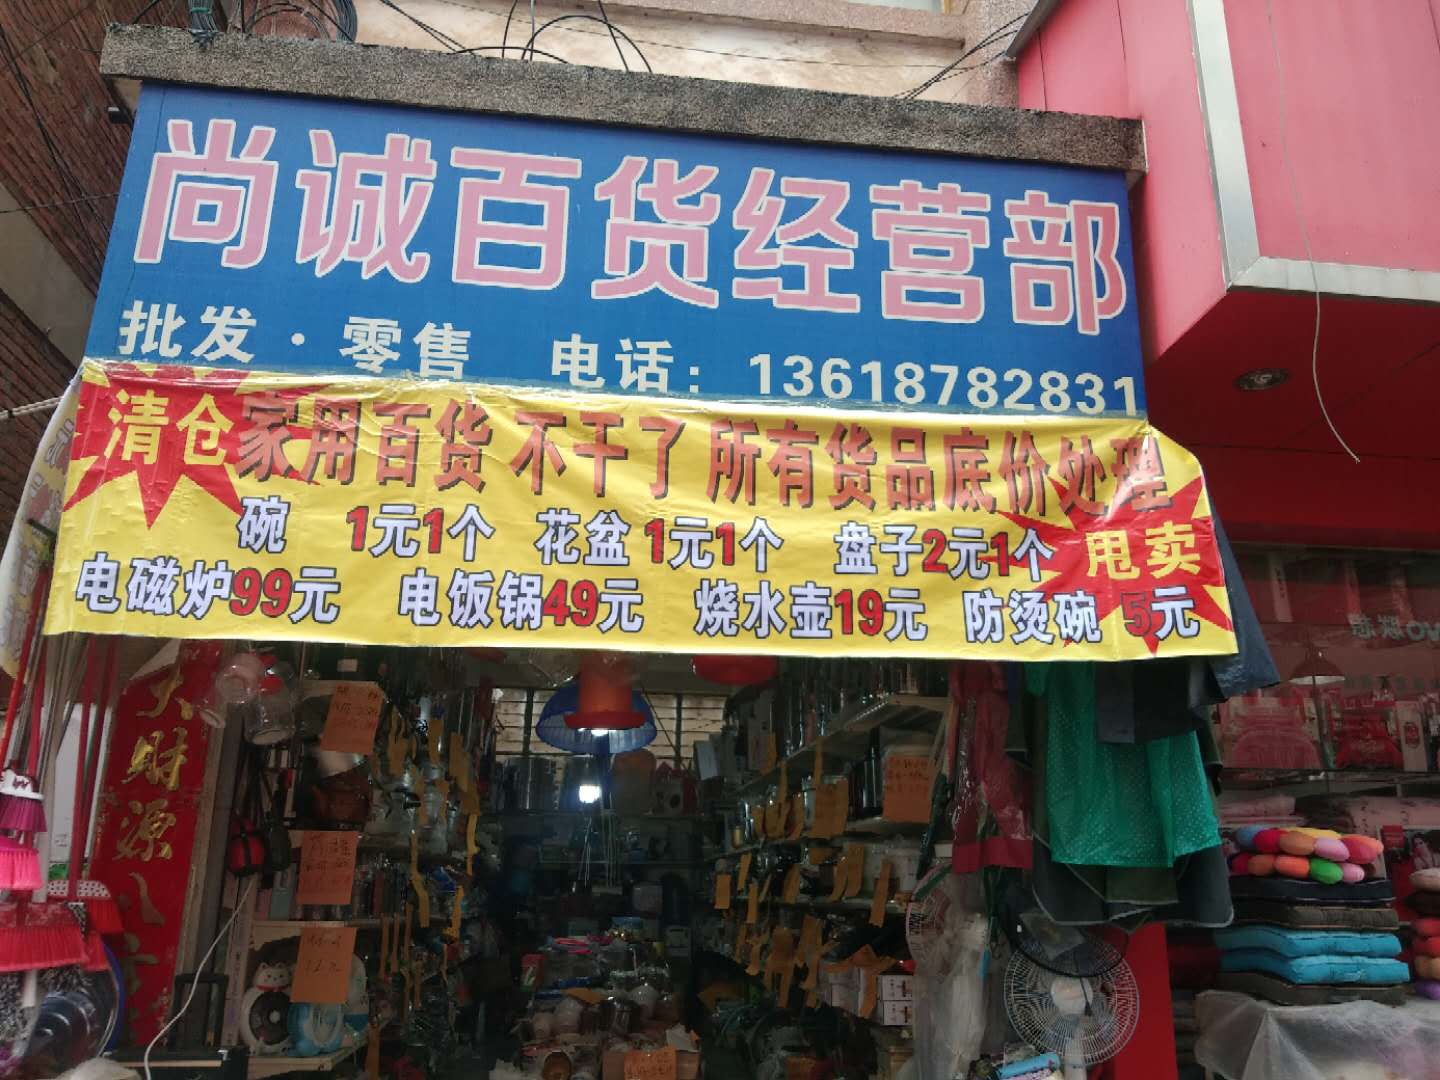 尚诚百货经营部
批发·零售 电话：13618782831
清仓 家用百货 不干了 所有货品底价处理
碗 1元1个 花盆1元1个 盘子2元1个 甩卖
电磁炉99元 电饭锅49元 烧水壶19元 防烫碗 5元
大财源八方